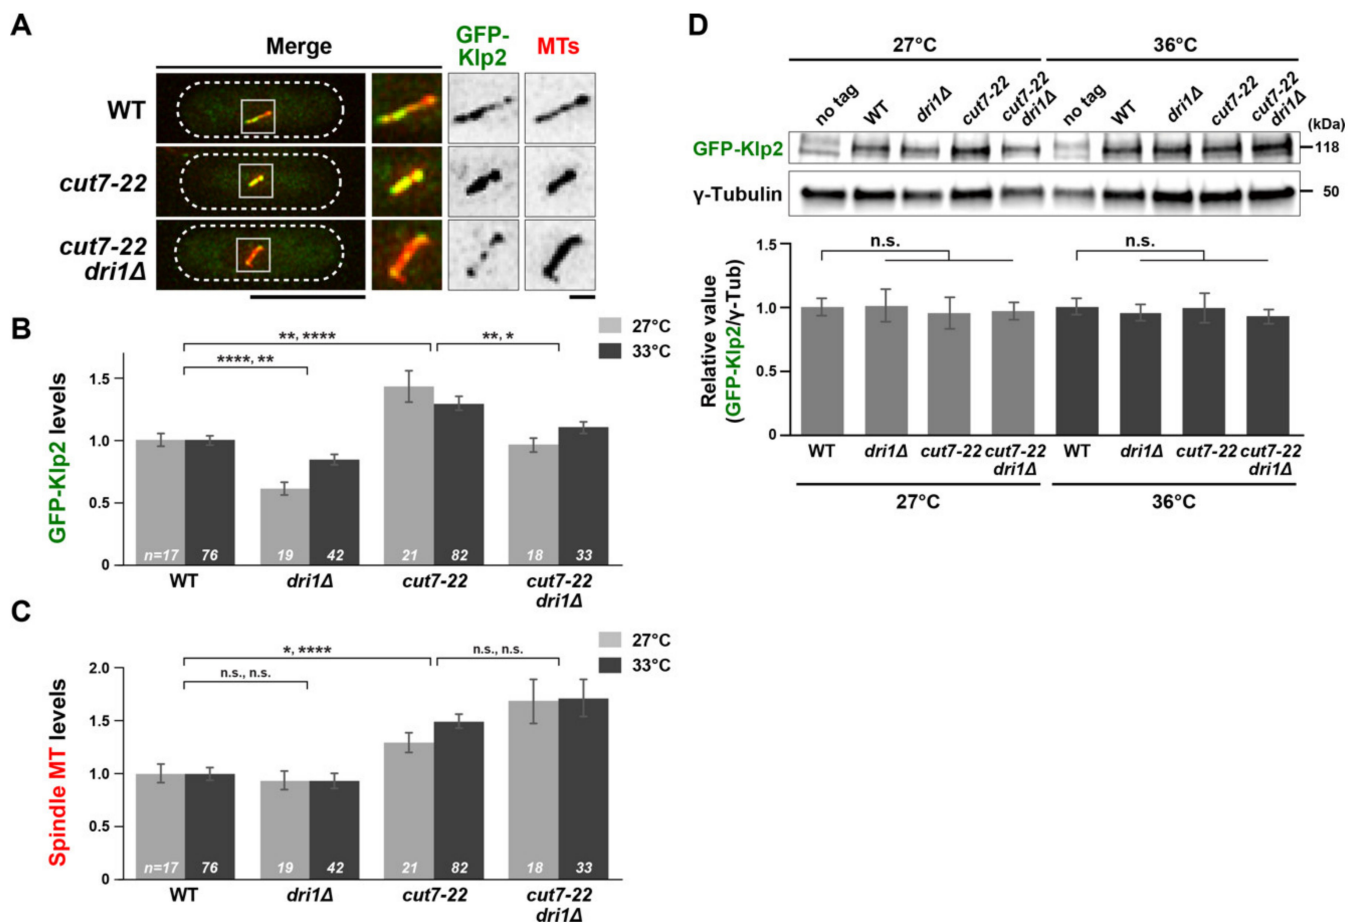 A
Merge
GFP-
Klp2
MTs
WT
cut7-22
cut7-22
dri1Δ
B
27°C
33°C
**, ****
**, *
****, **
GFP-Klp2 levels
1.5
1.0
0.5
0
n=17
76
19
42
21
82
18
33
WT
dri1Δ
cut7-22
cut7-22
dri1Δ
C
27°C
33°C
*, ****
n.s., n.s.
n.s., n.s.
Spindle MT levels
2.0
1.5
1.0
0.5
0
n=17
76
19
42
21
82
18
33
WT
dri1Δ
cut7-22
cut7-22
dri1Δ
D
27°C
36°C
no tag
WT
dri1Δ
cut7-22
cut7-22
dri1Δ
no tag
WT
dri1Δ
cut7-22
cut7-22
dri1Δ
(kDa)
GFP-Klp2
118
γ-Tubulin
50
Relative value
(GFP-Klp2/γ-Tub)
1.5
1.0
0.5
0
n.s.
n.s.
WT
dri1Δ
cut7-22
cut7-22
dri1Δ
WT
dri1Δ
cut7-22
cut7-22
dri1Δ
27°C
36°C